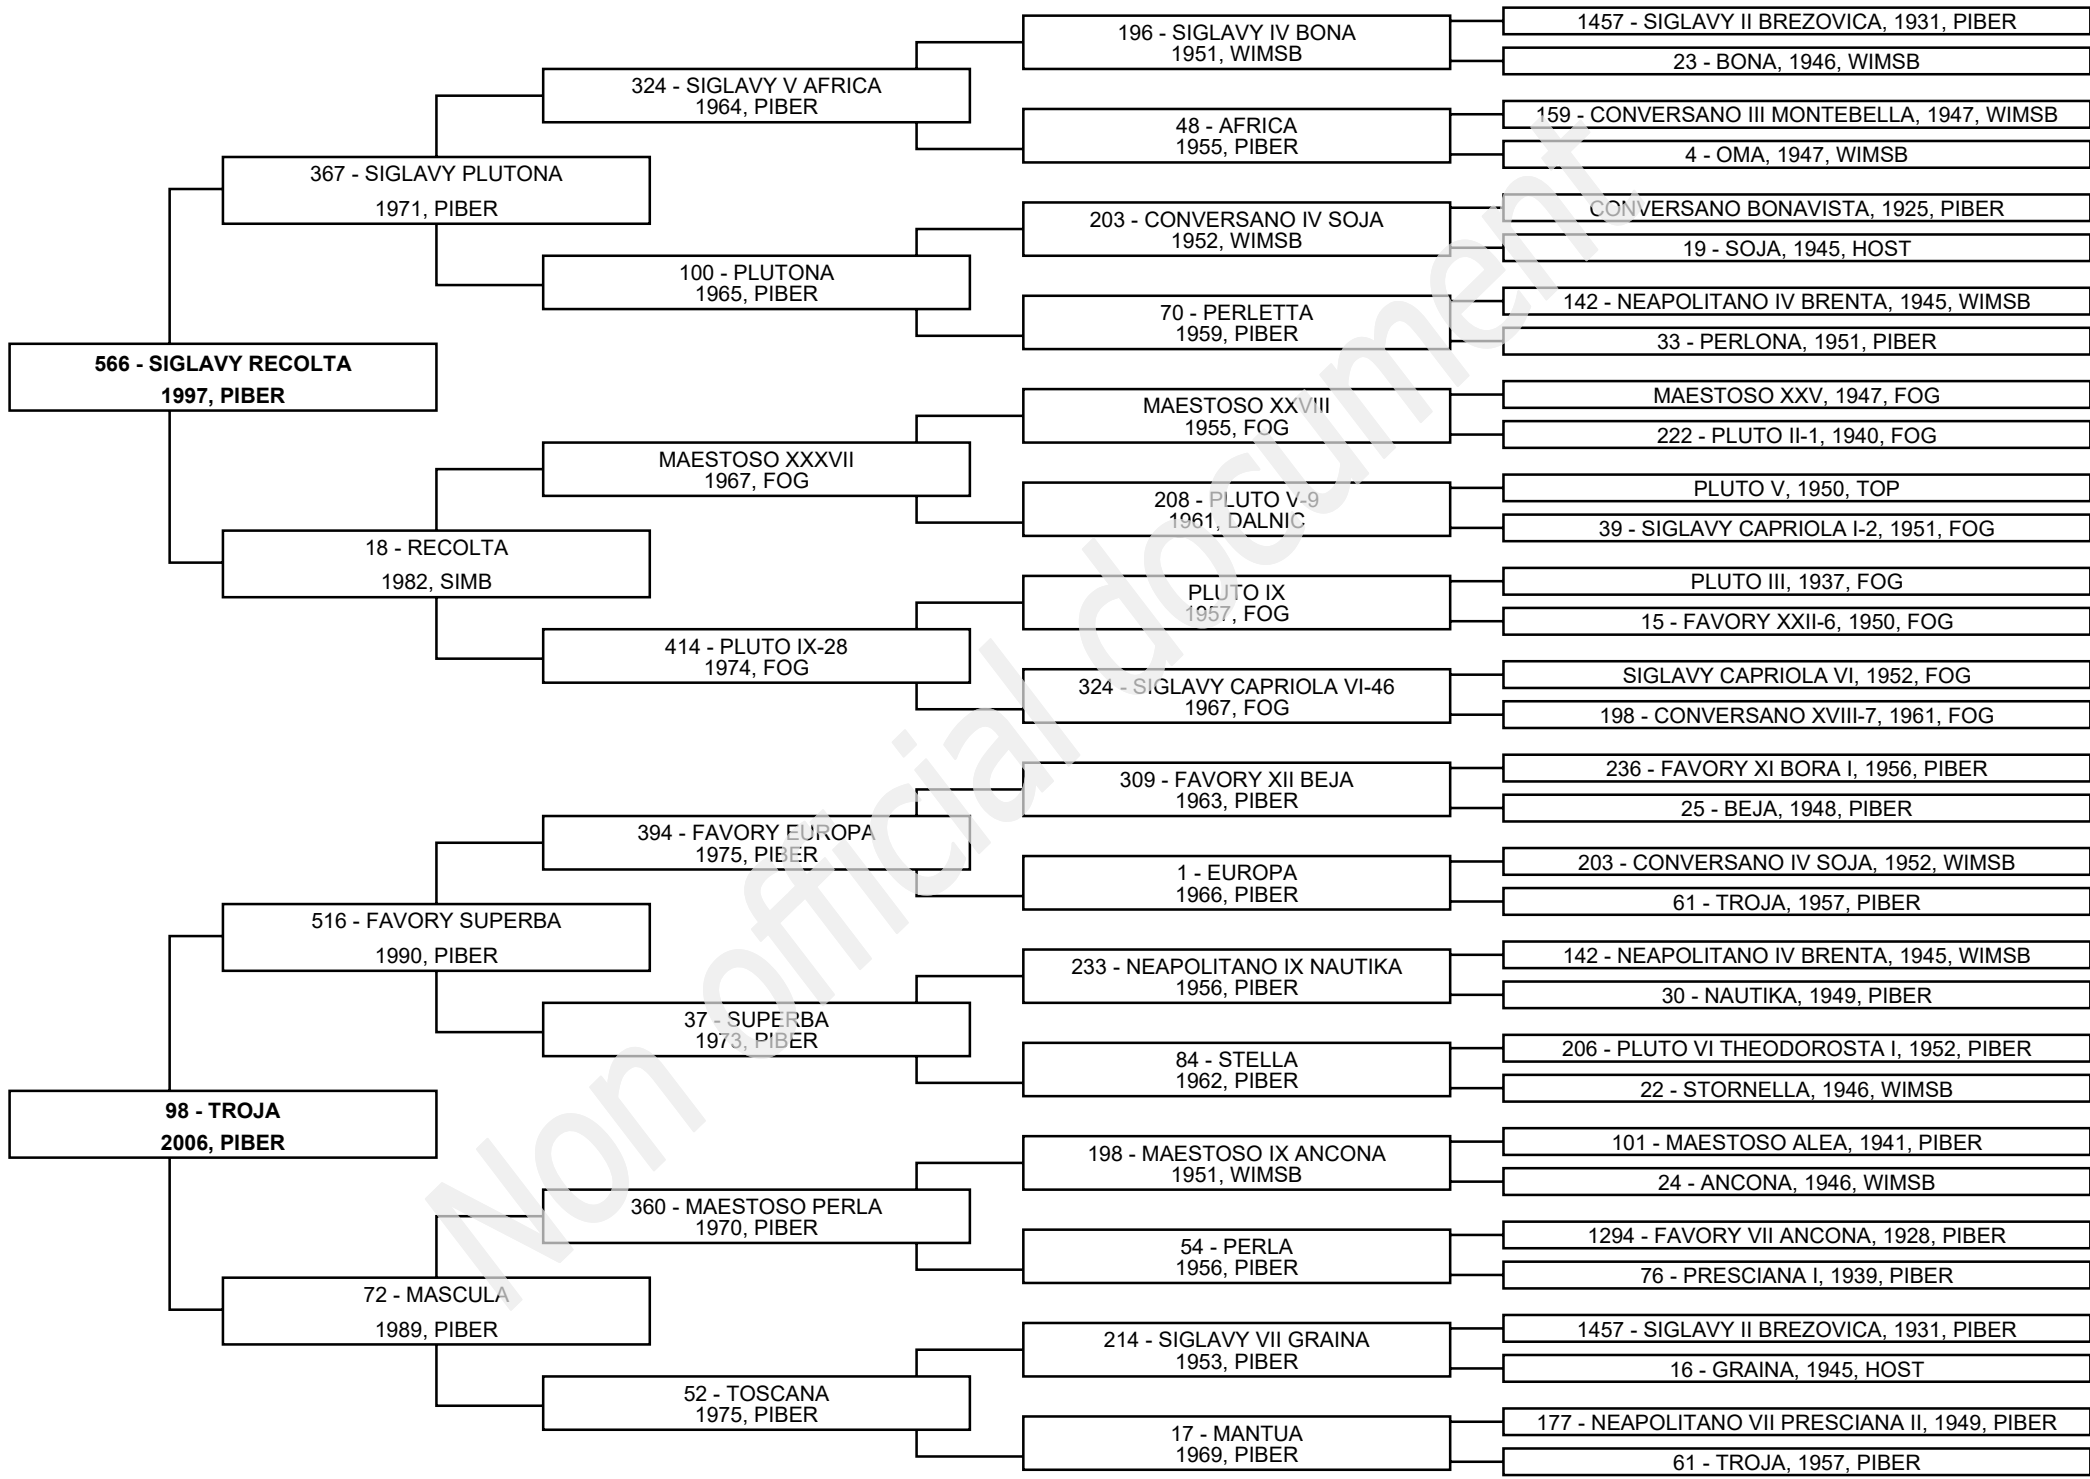 566 - SIGLAVY RECOLTA
1997, PIBER
98 - TROJA
2006, PIBER
367 - SIGLAVY PLUTONA
1971, PIBER
18 - RECOLTA
1982, SIMB
516 - FAVORY SUPERBA
1990, PIBER
72 - MASCULA
1989, PIBER
324 - SIGLAVY V AFRICA
1964, PIBER
100 - PLUTONA
1965, PIBER
MAESTOSO XXXVII
1967, FOG
414 - PLUTO IX-28
1974, FOG
394 - FAVORY EUROPA
1975, PIBER
37 - SUPERBA
1973, PIBER
360 - MAESTOSO PERLA
1970, PIBER
52 - TOSCANA
1975, PIBER
196 - SIGLAVY IV BONA
1951, WIMSB
48 - AFRICA
1955, PIBER
203 - CONVERSANO IV SOJA
1952, WIMSB
70 - PERLETTA
1959, PIBER
MAESTOSO XXVIII
1955, FOG
208 - PLUTO V-9
1961, DALNIC
PLUTO IX
1957, FOG
324 - SIGLAVY CAPRIOLA VI-46
1967, FOG
309 - FAVORY XII BEJA
1963, PIBER
1 - EUROPA
1966, PIBER
233 - NEAPOLITANO IX NAUTIKA
1956, PIBER
84 - STELLA
1962, PIBER
198 - MAESTOSO IX ANCONA
1951, WIMSB
54 - PERLA
1956, PIBER
214 - SIGLAVY VII GRAINA
1953, PIBER
17 - MANTUA
1969, PIBER
1457 - SIGLAVY II BREZOVICA, 1931, PIBER
23 - BONA, 1946, WIMSB
159 - CONVERSANO III MONTEBELLA, 1947, WIMSB
4 - OMA, 1947, WIMSB
CONVERSANO BONAVISTA, 1925, PIBER
19 - SOJA, 1945, HOST
142 - NEAPOLITANO IV BRENTA, 1945, WIMSB
33 - PERLONA, 1951, PIBER
MAESTOSO XXV, 1947, FOG
222 - PLUTO II-1, 1940, FOG
PLUTO V, 1950, TOP
39 - SIGLAVY CAPRIOLA I-2, 1951, FOG
PLUTO III, 1937, FOG
15 - FAVORY XXII-6, 1950, FOG
SIGLAVY CAPRIOLA VI, 1952, FOG
198 - CONVERSANO XVIII-7, 1961, FOG
236 - FAVORY XI BORA I, 1956, PIBER
25 - BEJA, 1948, PIBER
203 - CONVERSANO IV SOJA, 1952, WIMSB
61 - TROJA, 1957, PIBER
142 - NEAPOLITANO IV BRENTA, 1945, WIMSB
30 - NAUTIKA, 1949, PIBER
206 - PLUTO VI THEODOROSTA I, 1952, PIBER
22 - STORNELLA, 1946, WIMSB
101 - MAESTOSO ALEA, 1941, PIBER
24 - ANCONA, 1946, WIMSB
1294 - FAVORY VII ANCONA, 1928, PIBER
76 - PRESCIANA I, 1939, PIBER
1457 - SIGLAVY II BREZOVICA, 1931, PIBER
16 - GRAINA, 1945, HOST
177 - NEAPOLITANO VII PRESCIANA II, 1949, PIBER
61 - TROJA, 1957, PIBER
Non official document